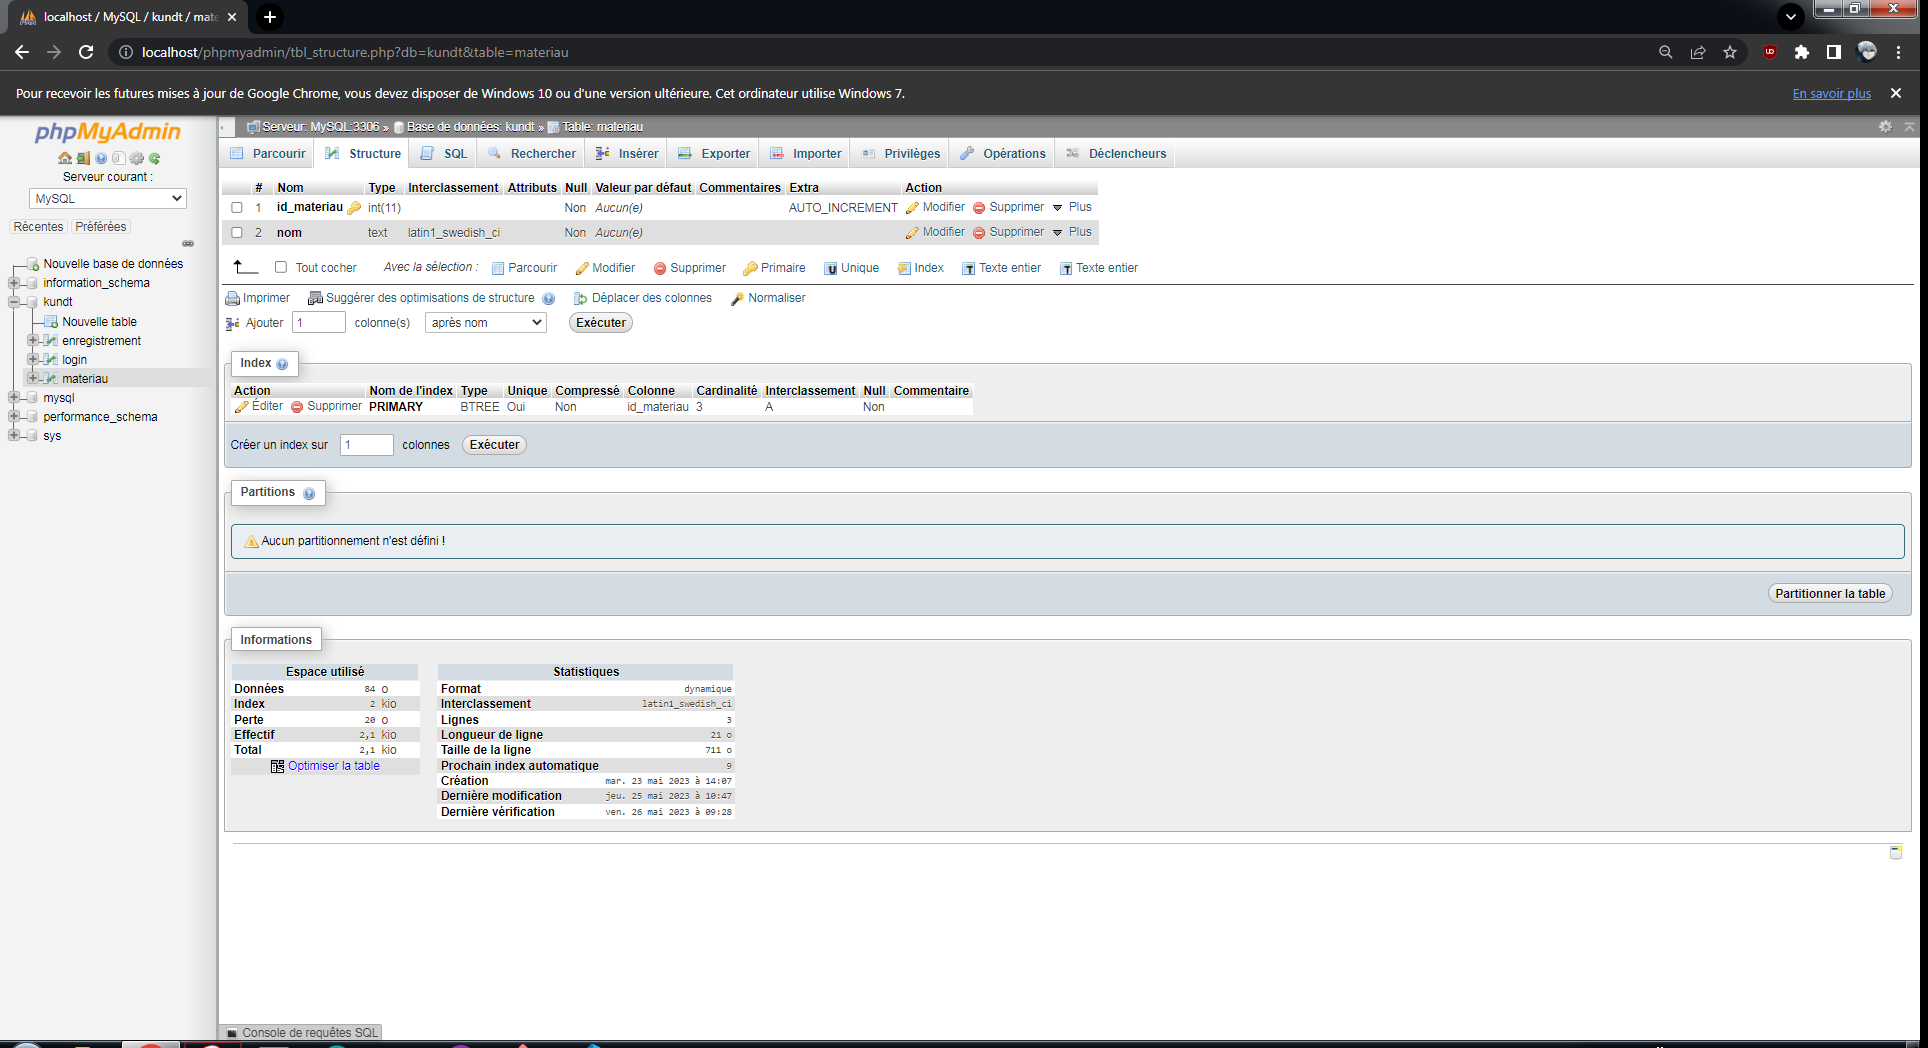 localhost / MySQL / kundt / mate
localhost/phpmyadmin/tbl_structure.php?db=kundt&table=materiau
Pour recevoir les futures mises à jour de Google Chrome, vous devez disposer de Windows 10 ou d'une version ultérieure. Cet ordinateur utilise Windows 7.
En savoir plus
phpMyAdmin
Serveur courant :
MySQL
Récentes Préférées
Nouvelle base de données
information_schema
kundt
Nouvelle table
enregistrement
login
materiau
mysql
performance_schema
sys
Serveur: MySQL:3306 » Base de données: kundt » Table: materiau
Parcourir Structure SQL Rechercher Insérer Exporter Importer Privilèges Opérations Déclencheurs
# Nom Type Interclassement Attributs Null Valeur par défaut Commentaires Extra Action
1 id_materiau int(11) Non Aucun(e) AUTO_INCREMENT Modifier Supprimer Plus
2 nom text latin1_swedish_ci Non Aucun(e) Modifier Supprimer Plus
Tout cocher Avec la sélection : Parcourir Modifier Supprimer Primaire Unique Index Texte entier Texte entier
Imprimer Suggérer des optimisations de structure Déplacer des colonnes Normaliser
Ajouter 1 colonne(s) après nom Exécuter
Index
Action Nom de l'index Type Unique Compressé Colonne Cardinalité Interclassement Null Commentaire
Éditer Supprimer PRIMARY BTREE Oui Non id_materiau 3 A Non
Créer un index sur 1 colonnes Exécuter
Partitions
Aucun partitionnement n'est défini !
Partitionner la table
Informations
Espace utilisé
Données 84 o
Index 2 kio
Perte 20 o
Effectif 2,1 kio
Total 2,1 kio
Optimiser la table
Statistiques
Format dynamique
Interclassement latin1_swedish_ci
Lignes 3
Longueur de ligne 21 o
Taille de la ligne 711 o
Prochain index automatique 9
Création mar. 23 mai 2023 à 14:07
Dernière modification jeu. 25 mai 2023 à 10:47
Dernière vérification ven. 26 mai 2023 à 09:28
Console de requêtes SQL